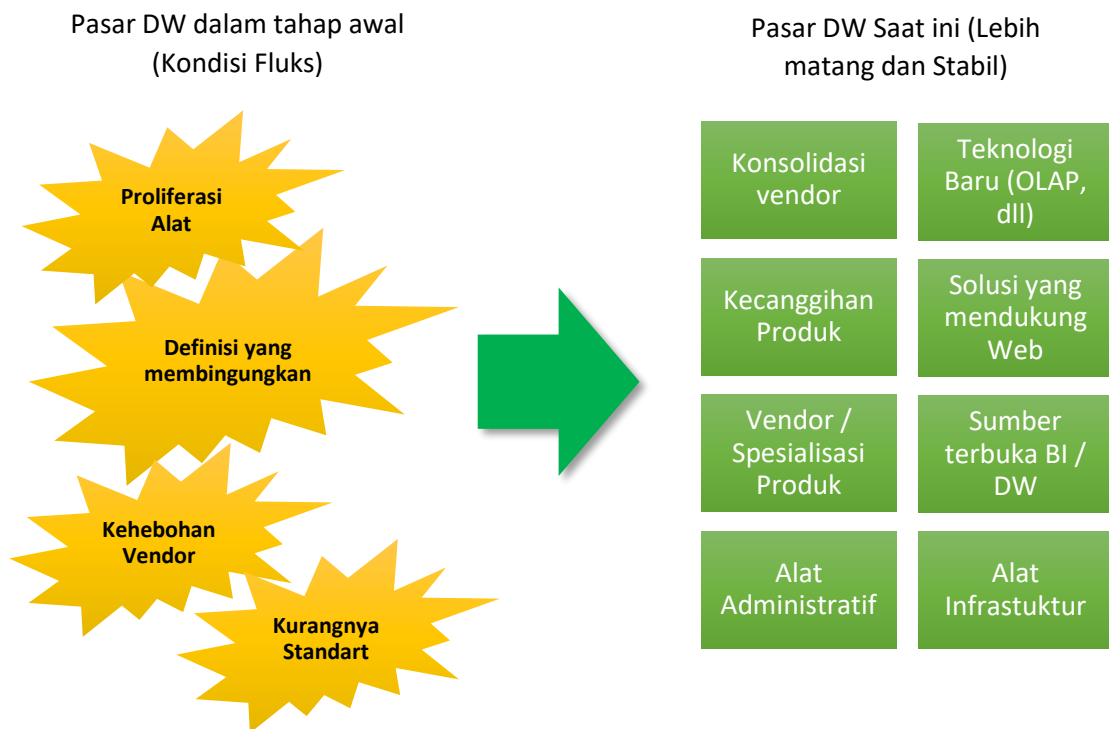 Pasar DW dalam tahap awal
(Kondisi Fluks)
Proliferasi
Alat
Definisi yang
membingungkan
Kehebohan
Vendor
Kurangnya
Standart
Pasar DW Saat ini (Lebih
matang dan Stabil)
Konsolidasi
vendor
Teknologi
Baru (OLAP,
dll)
Kecanggihan
Produk
Solusi yang
mendukung
Web
Vendor /
Spesialisasi
Produk
Sumber
terbuka BI /
DW
Alat
Administratif
Alat
Infrastuktur